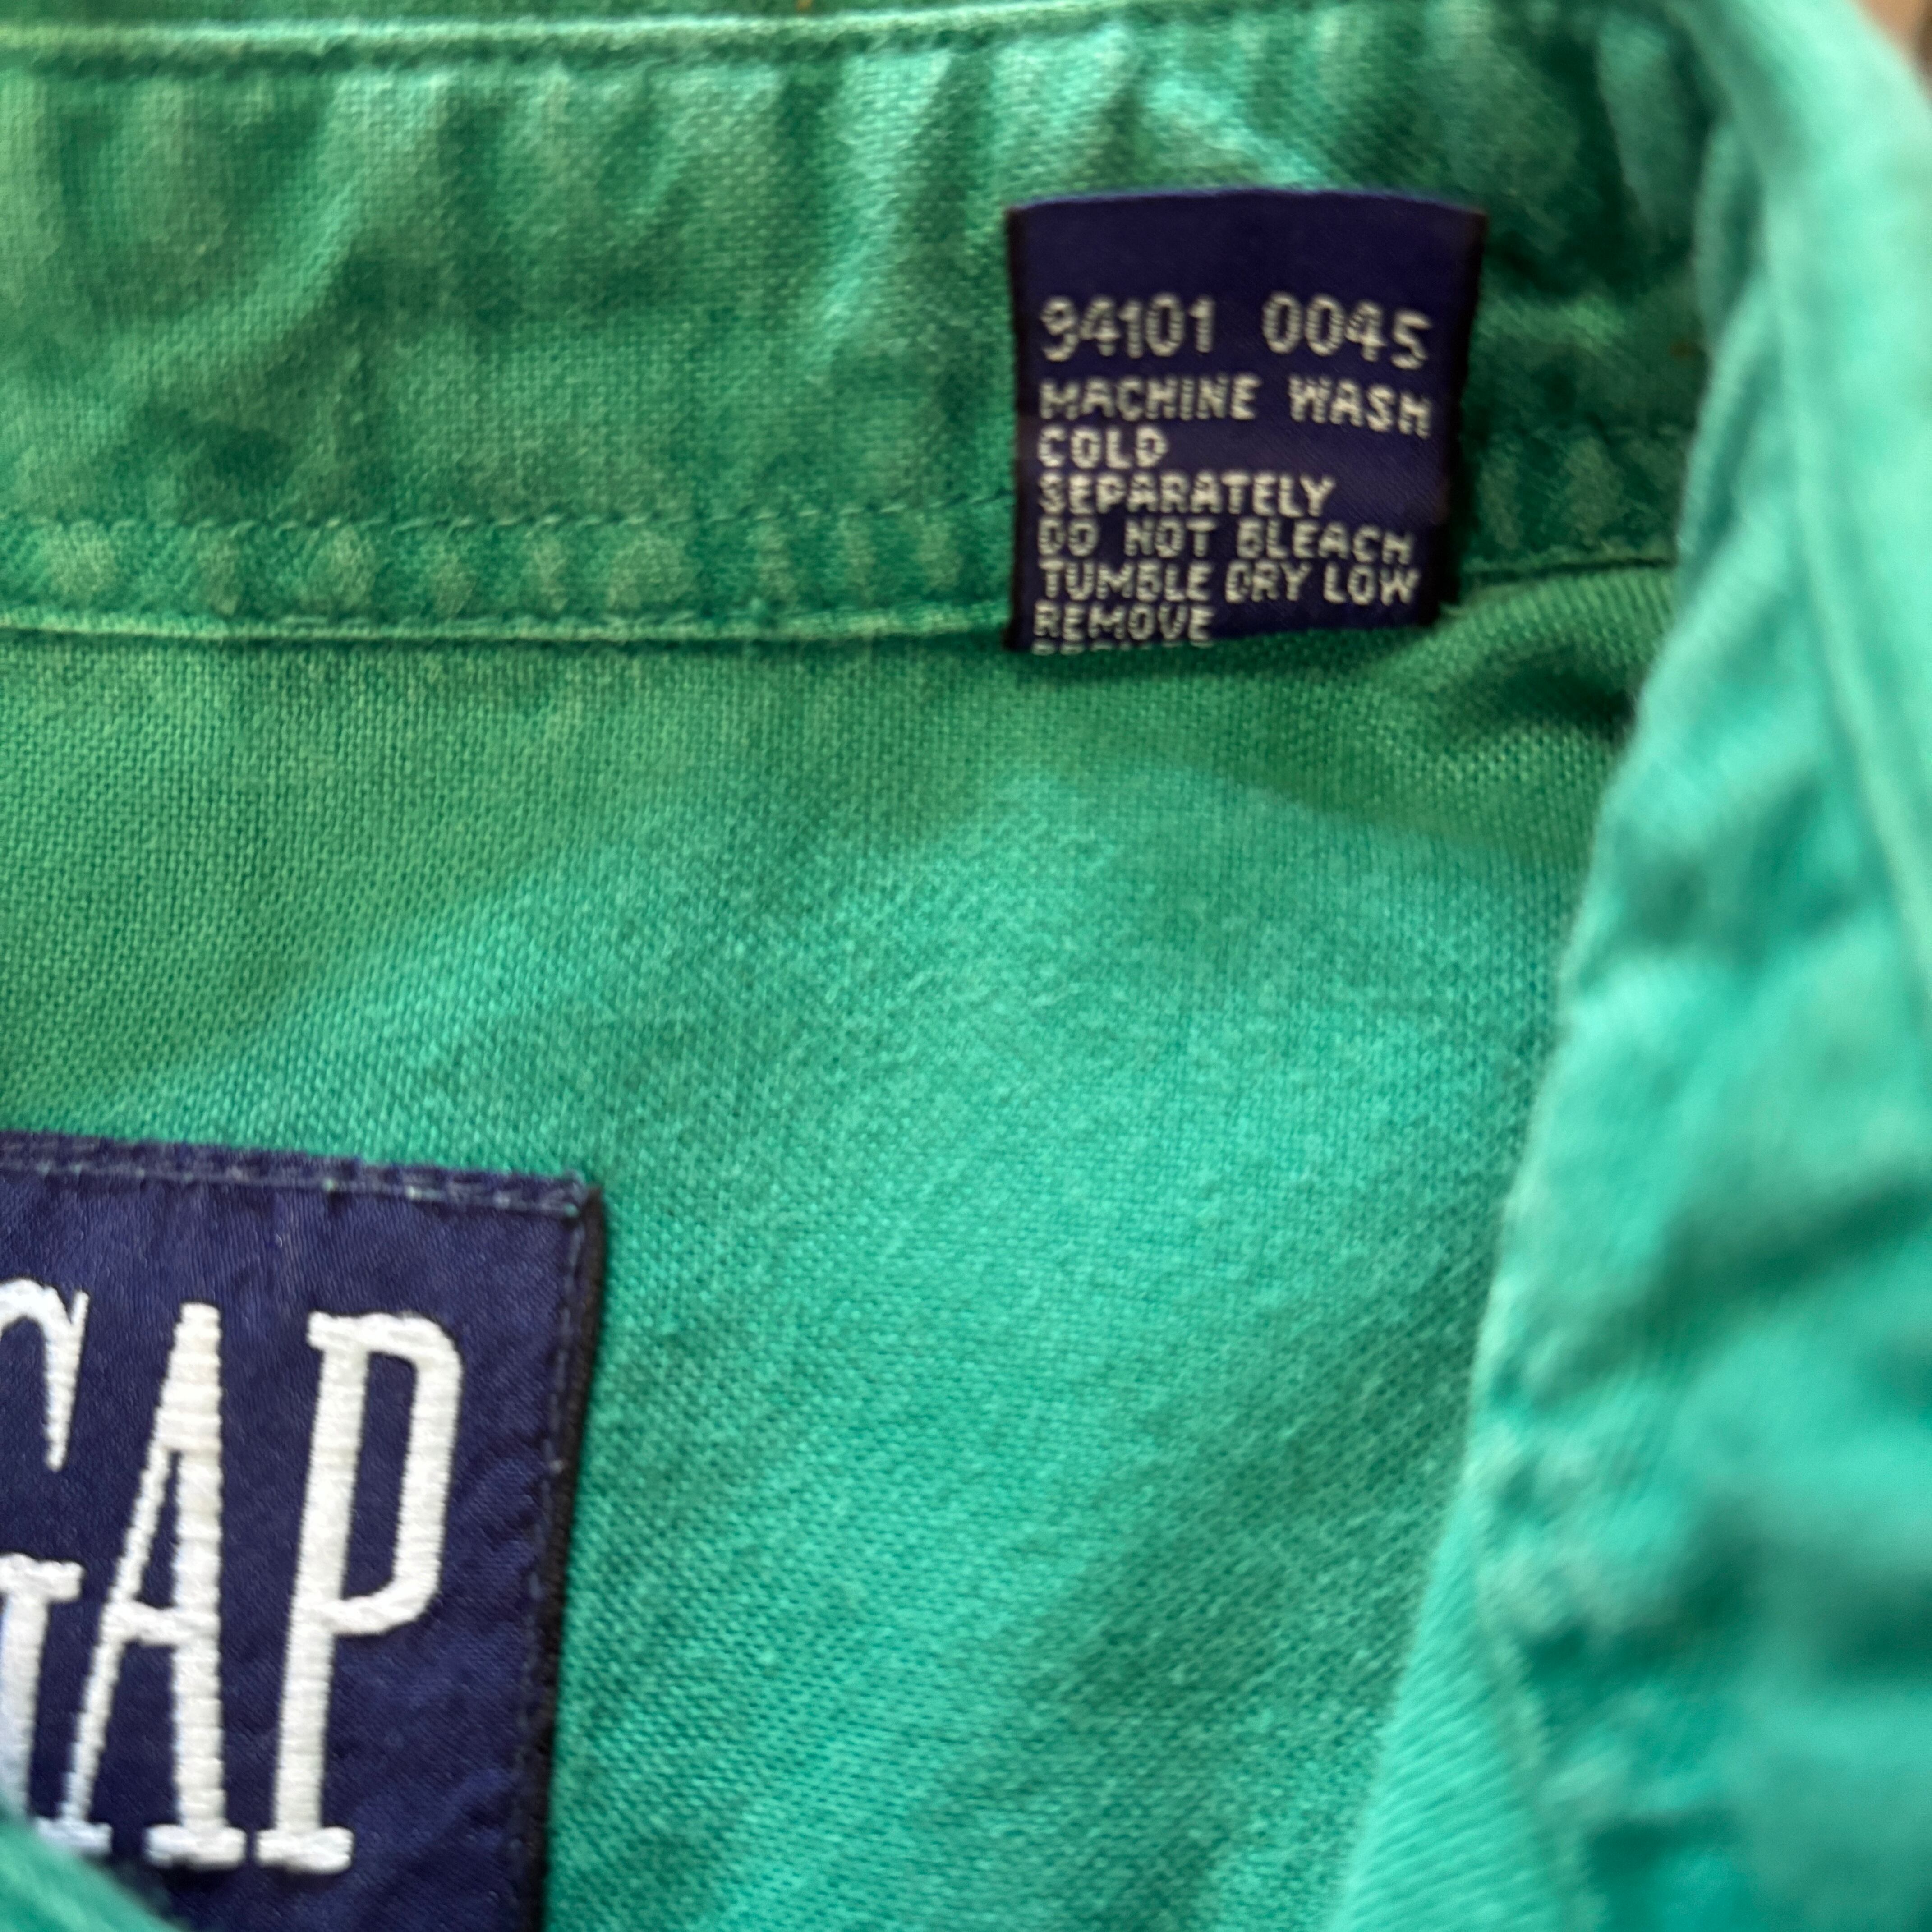 94101 0045
MACHINE WASH
COLD
SEPARATELY
DO NOT BLEACH
TUMBLE DRY LOW
REMOVE
GAP